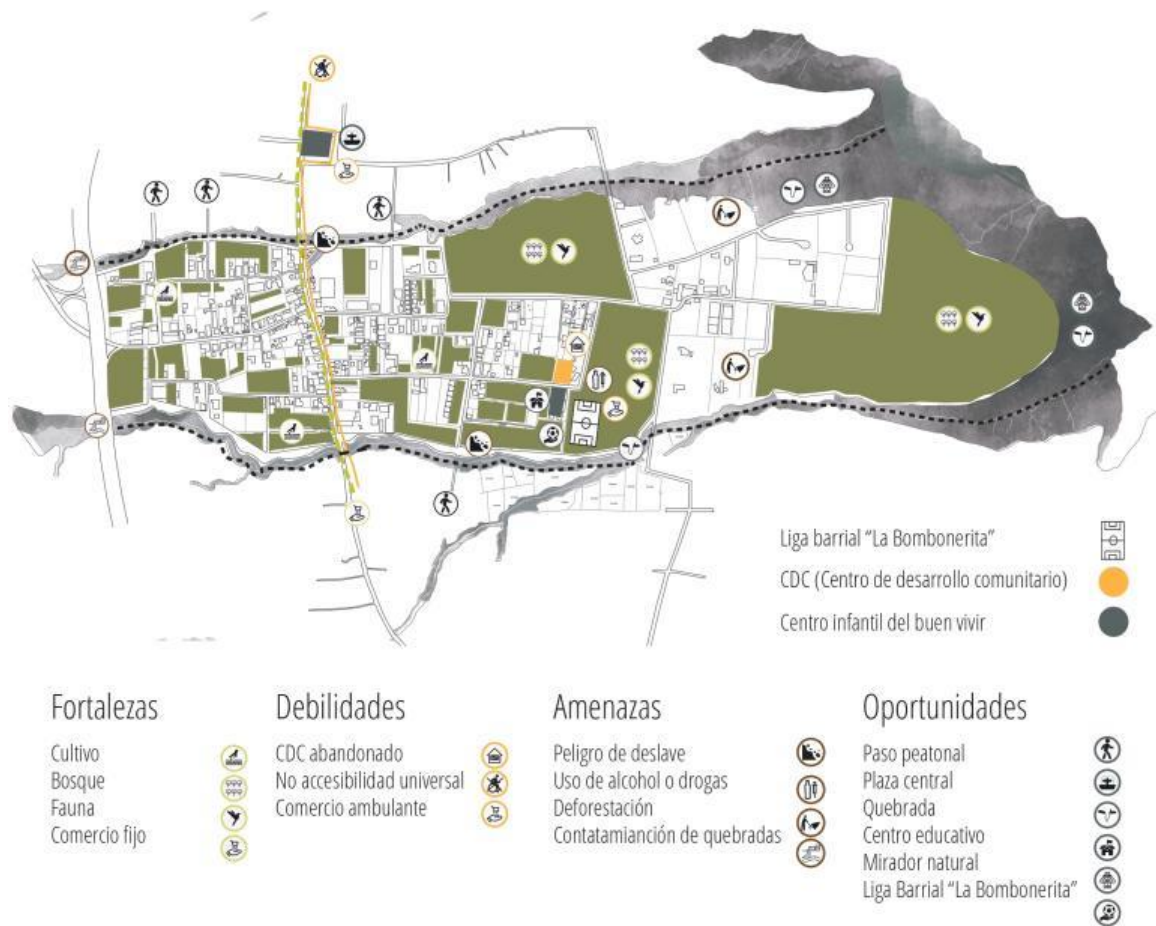 Liga barrial “La Bombonerita”
CDC (Centro de desarrollo comunitario)
Centro infantil del buen vivir
Fortalezas
Cultivo
Bosque
Fauna
Comercio fijo
Debilidades
CDC abandonado
No accesibilidad universal
Comercio ambulante
Amenazas
Peligro de deslave
Uso de alcohol o drogas
Deforestación
Contatamianción de quebradas
Oportunidades
Paso peatonal
Plaza central
Quebrada
Centro educativo
Mirador natural
Liga Barrial “La Bombonerita”